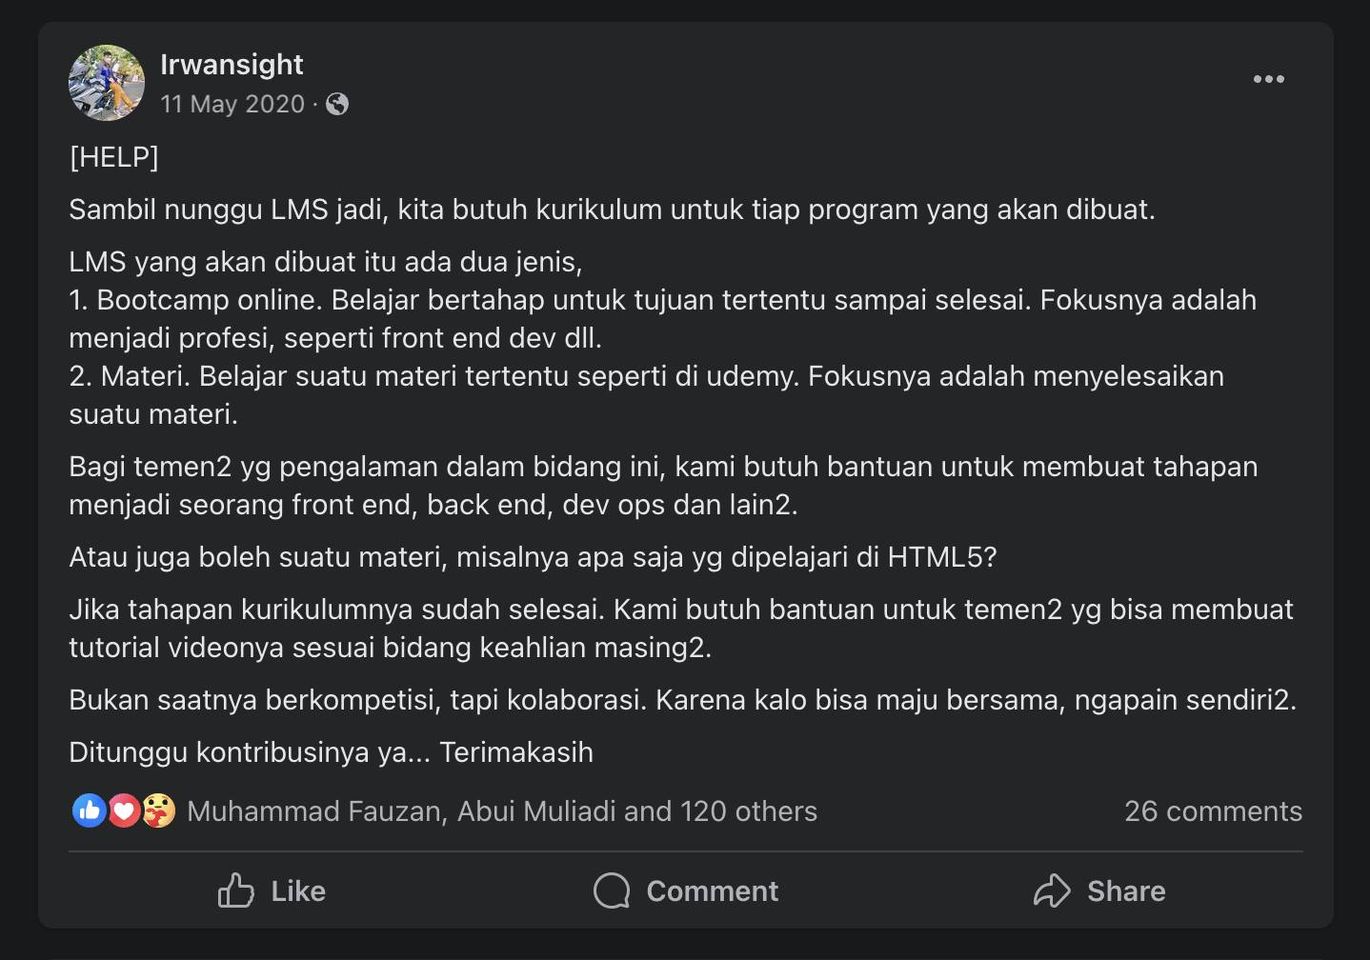 Irwansight
11 May 2020 ·
[HELP]
Sambil nunggu LMS jadi, kita butuh kurikulum untuk tiap program yang akan dibuat.
LMS yang akan dibuat itu ada dua jenis,
1. Bootcamp online. Belajar bertahap untuk tujuan tertentu sampai selesai. Fokusnya adalah
menjadi profesi, seperti front end dev dll.
2. Materi. Belajar suatu materi tertentu seperti di udemy. Fokusnya adalah menyelesaikan
suatu materi.
Bagi temen2 yg pengalaman dalam bidang ini, kami butuh bantuan untuk membuat tahapan
menjadi seorang front end, back end, dev ops dan lain2.
Atau juga boleh suatu materi, misalnya apa saja yg dipelajari di HTML5?
Jika tahapan kurikulumnya sudah selesai. Kami butuh bantuan untuk temen2 yg bisa membuat
tutorial videonya sesuai bidang keahlian masing2.
Bukan saatnya berkompetisi, tapi kolaborasi. Karena kalo bisa maju bersama, ngapain sendiri2.
Ditunggu kontribusinya ya... Terimakasih
Muhammad Fauzan, Abui Muliadi and 120 others
26 comments
Like
Comment
Share